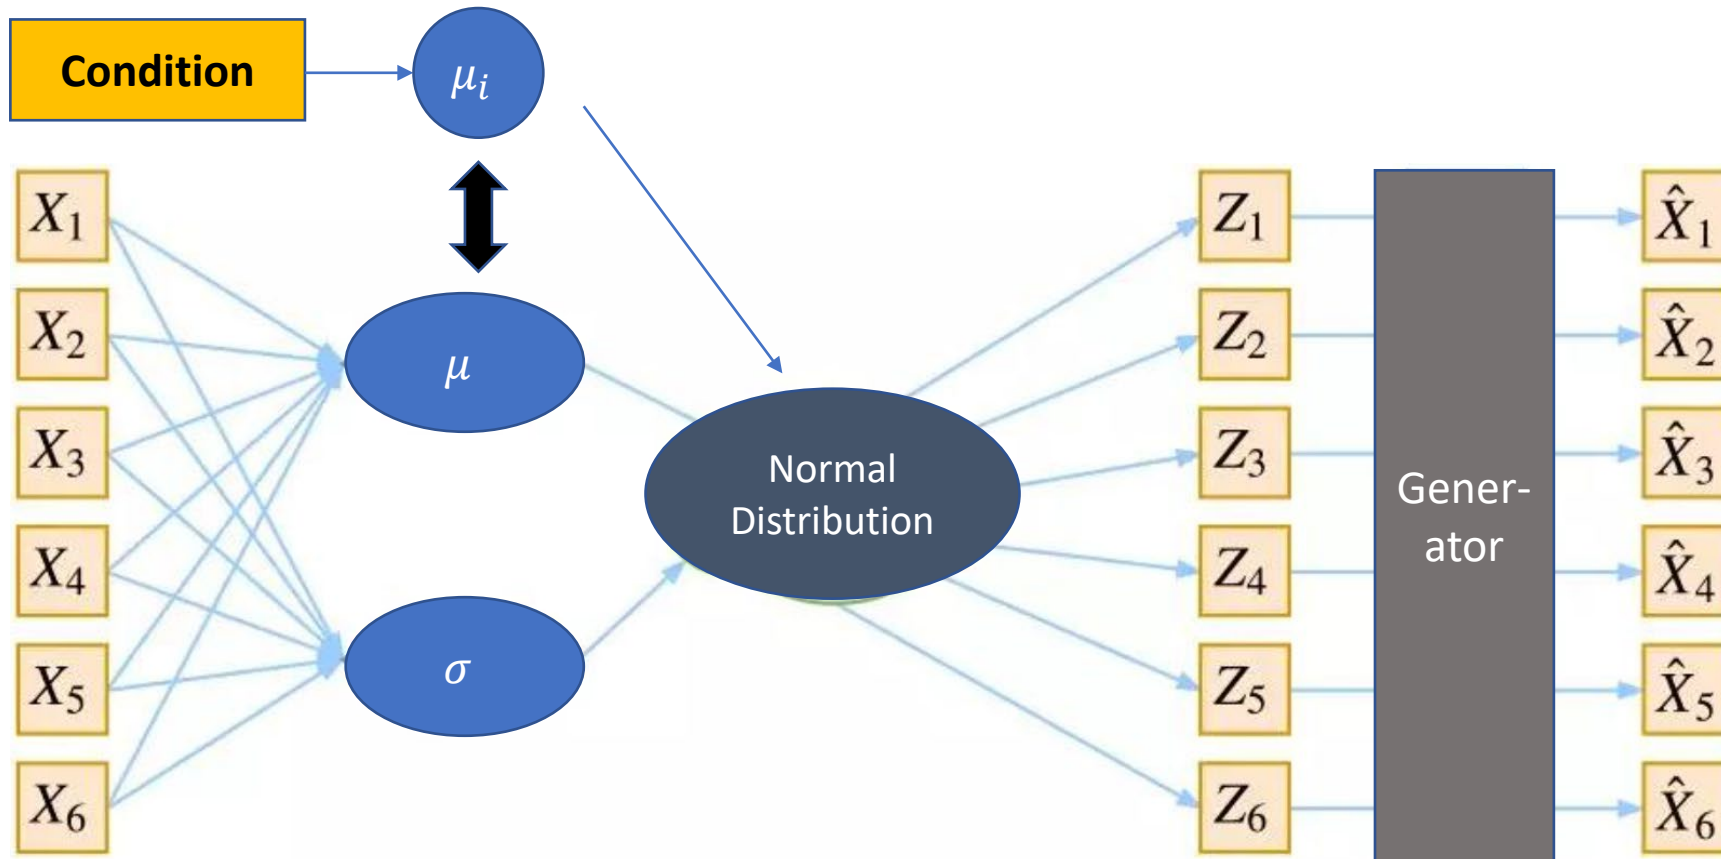 Condition
μᵢ
X₁
X₂
X₃
X₄
X₅
X₆
μ
σ
Normal
Distribution
Z₁
Z₂
Z₃
Z₄
Z₅
Z₆
Gener-
ator
X̂₁
X̂₂
X̂₃
X̂₄
X̂₅
X̂₆